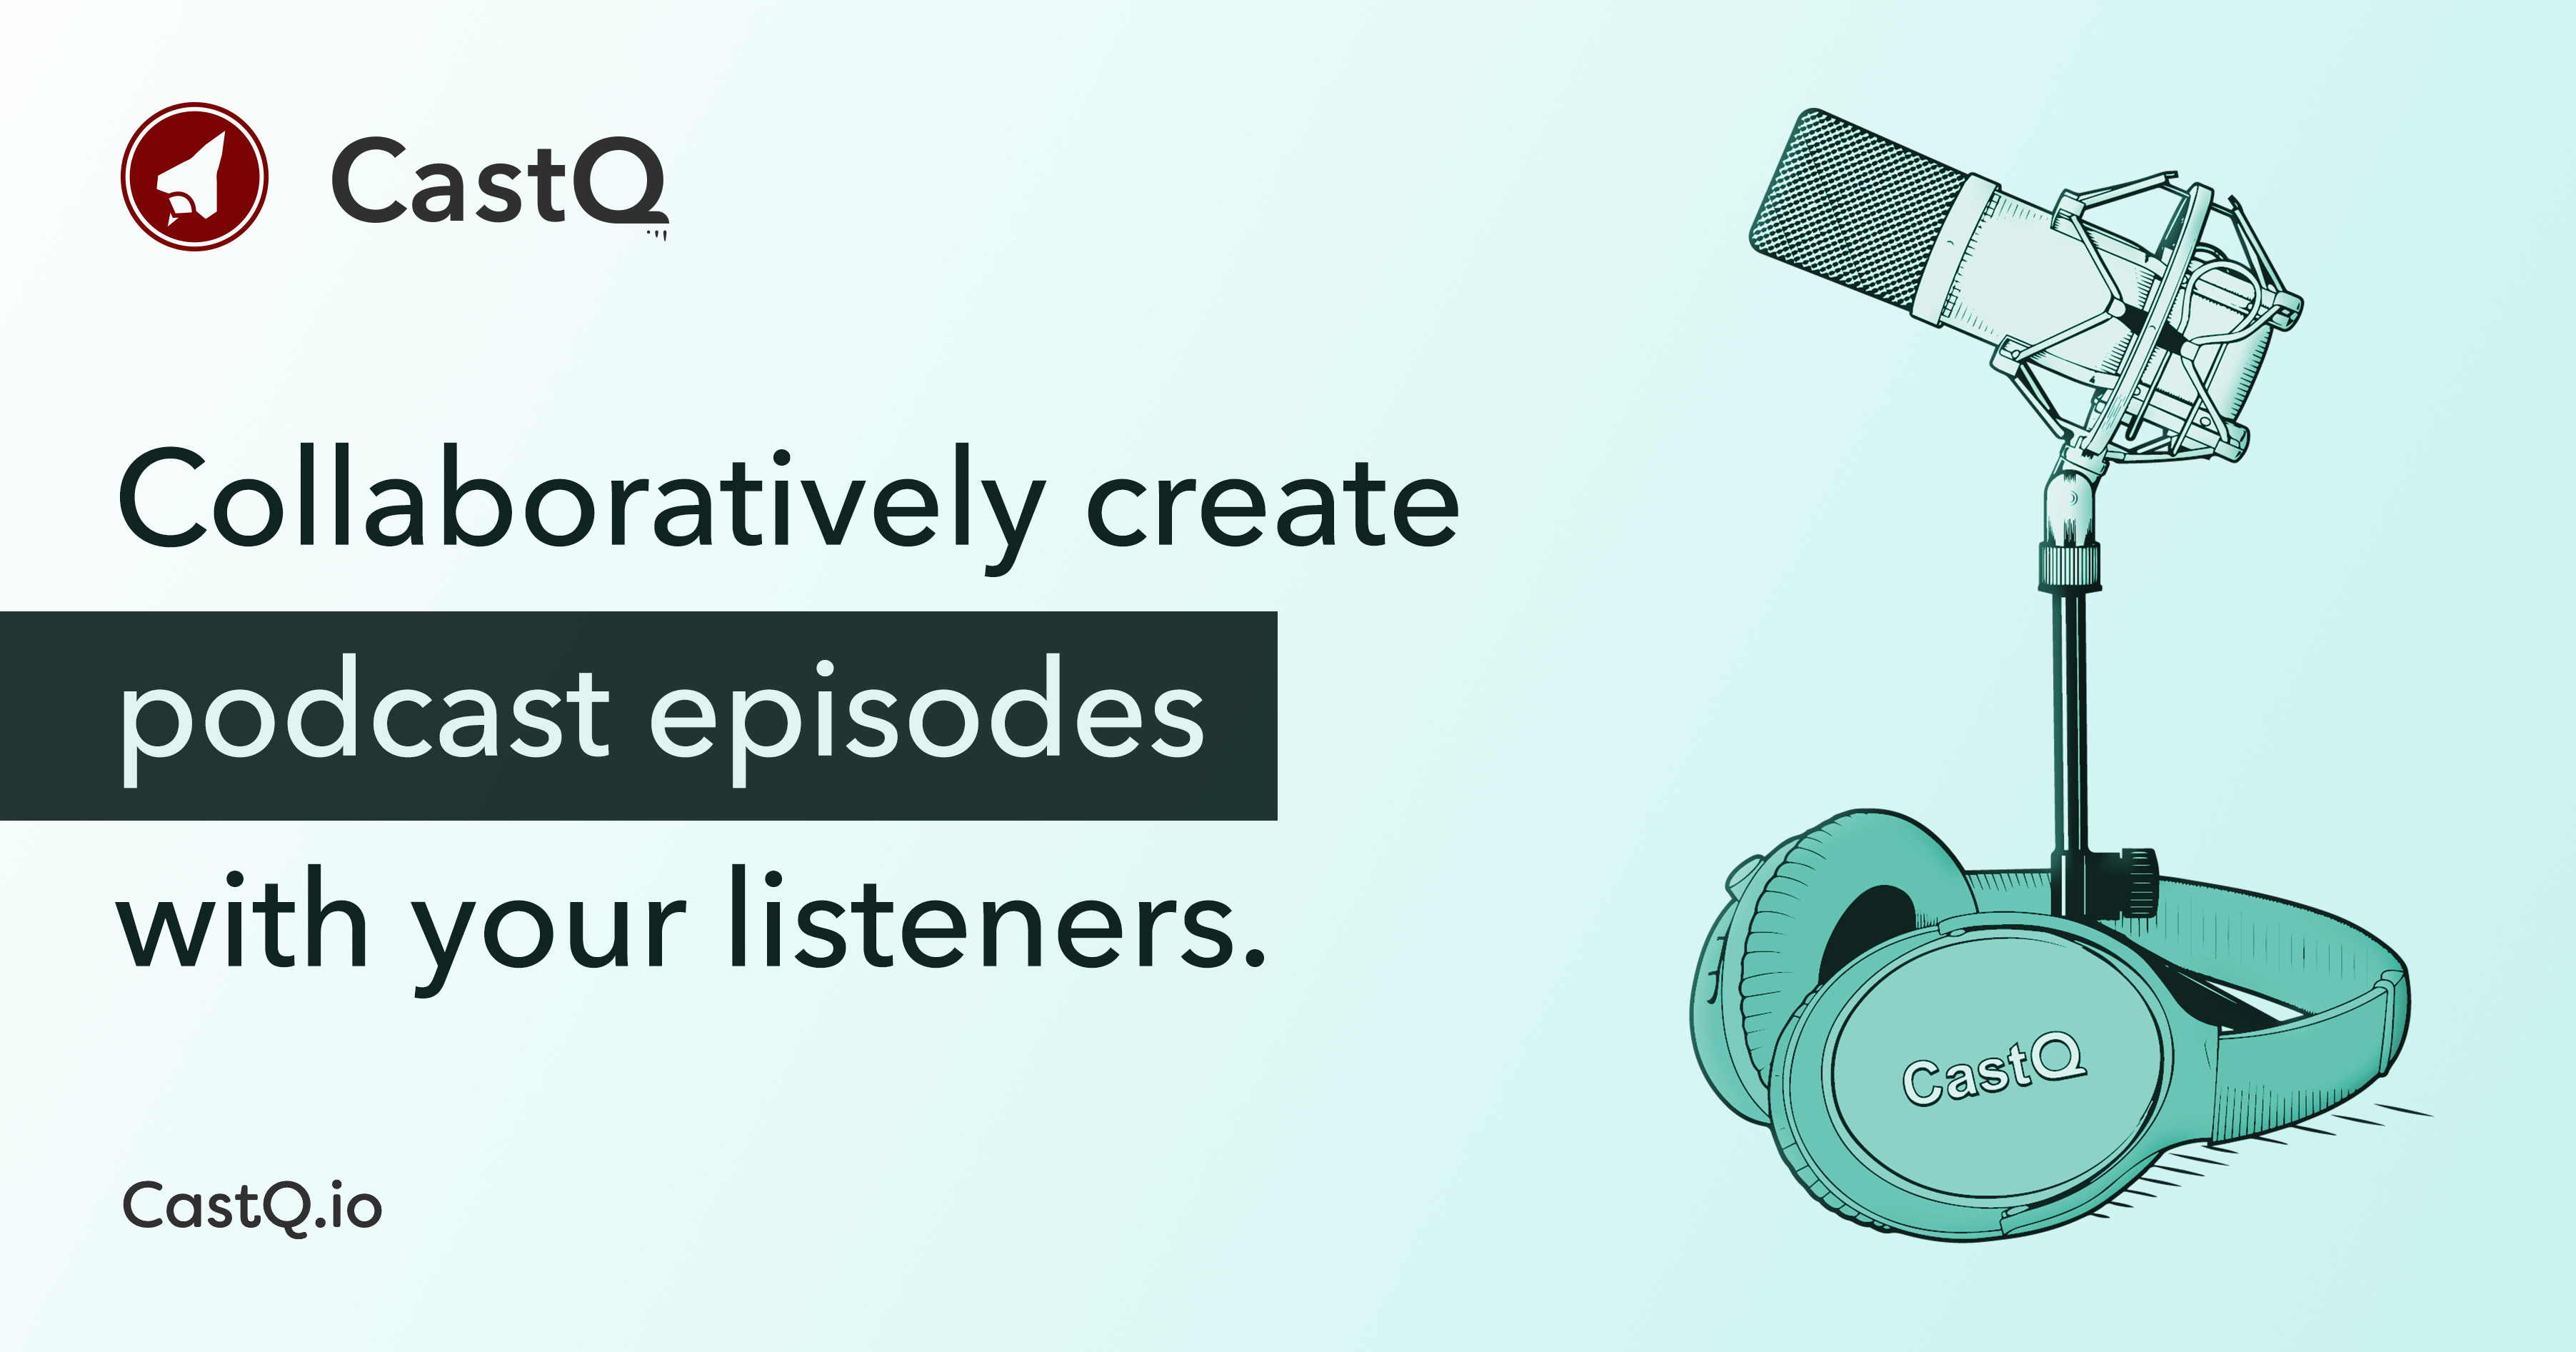 CastQ
Collaboratively create
podcast episodes
with your listeners.
CastQ
CastQ.io